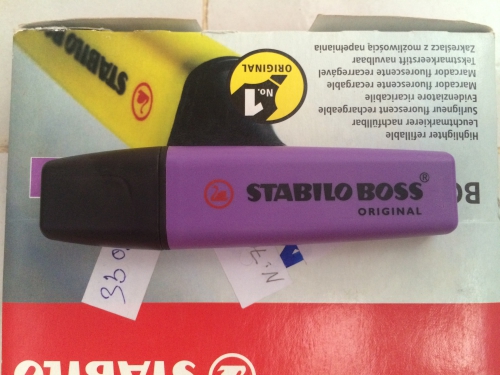 STABILO BOSS®
ORIGINAL
STABILO BOSS
No.
1
ORIGINAL
Highlighter refillable
Leuchtmarkierer nachfüllbar
Surligneur fluorescent rechargeable
Evidenziatore ricaricabile
Marcador fluorescente recargable
Marcador fluorescente recarregável
Tekstmarkeerstift navulbaar
Zakreślacz z możliwością napełniania
STABILO